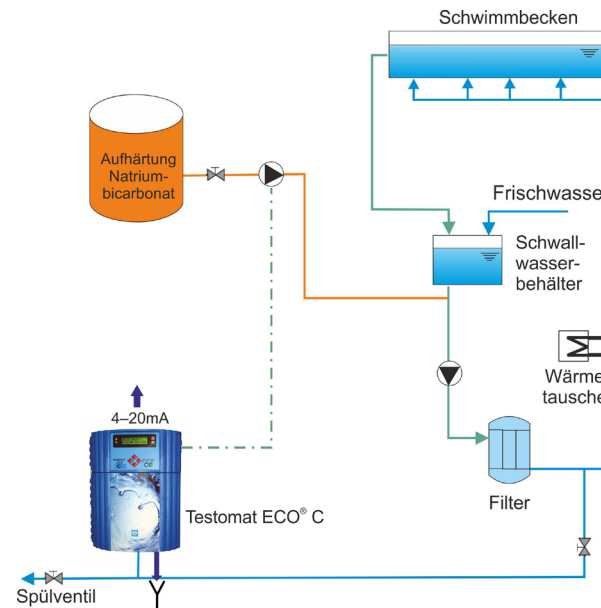 Schwimmbecken
Aufhärtung
Natrium-
bicarbonat
Frischwasse
Schwall-
wasser-
behälter
Wärme
tausche
4–20mA
Testomat ECO® C
Filter
Spülventil